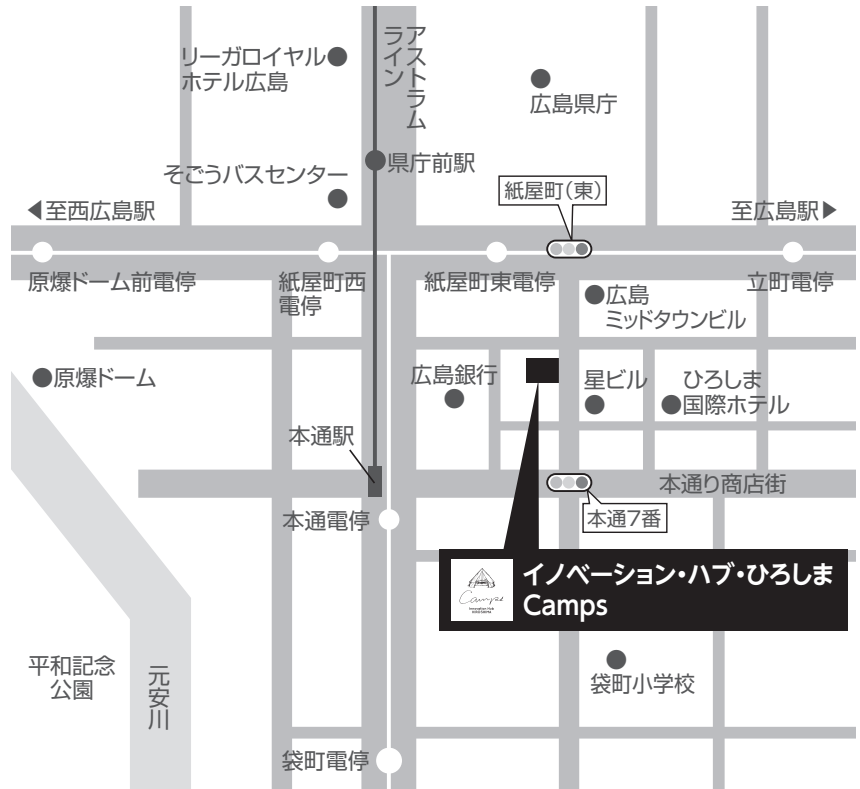 アストラム
ライン
リーガロイヤル
ホテル広島
広島県庁
県庁前駅
そごうバスセンター
紙屋町(東)
◀至西広島駅
至広島駅▶
原爆ドーム前電停
紙屋町西
電停
紙屋町東電停
立町電停
広島
ミッドタウンビル
原爆ドーム
広島銀行
星ビル
ひろしま
国際ホテル
本通駅
本通り商店街
本通電停
本通7番
イノベーション・ハブ・ひろしま
Camps
Camps
Innovation Hub
HIROSHIMA
平和記念
公園
元安川
袋町小学校
袋町電停